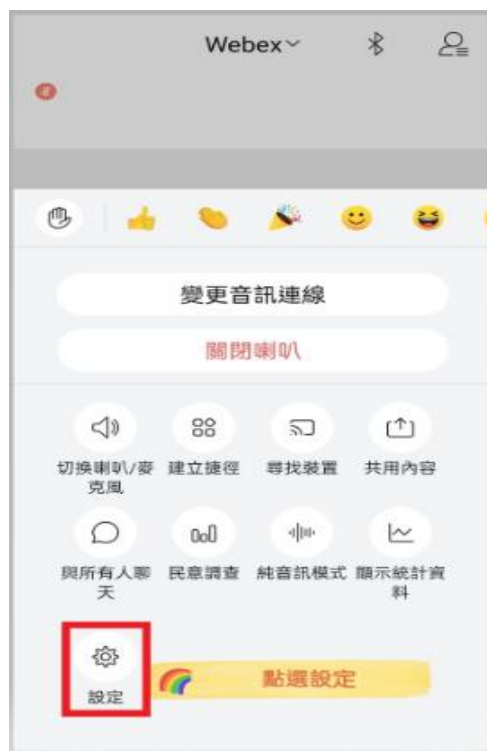 Webex
變更音訊連線
關閉喇叭
切換喇叭/麥
克風
建立捷徑
尋找裝置
共用內容
與所有人聊
天
民意調查
純音訊模式
顯示統計資
料
設定
點選設定